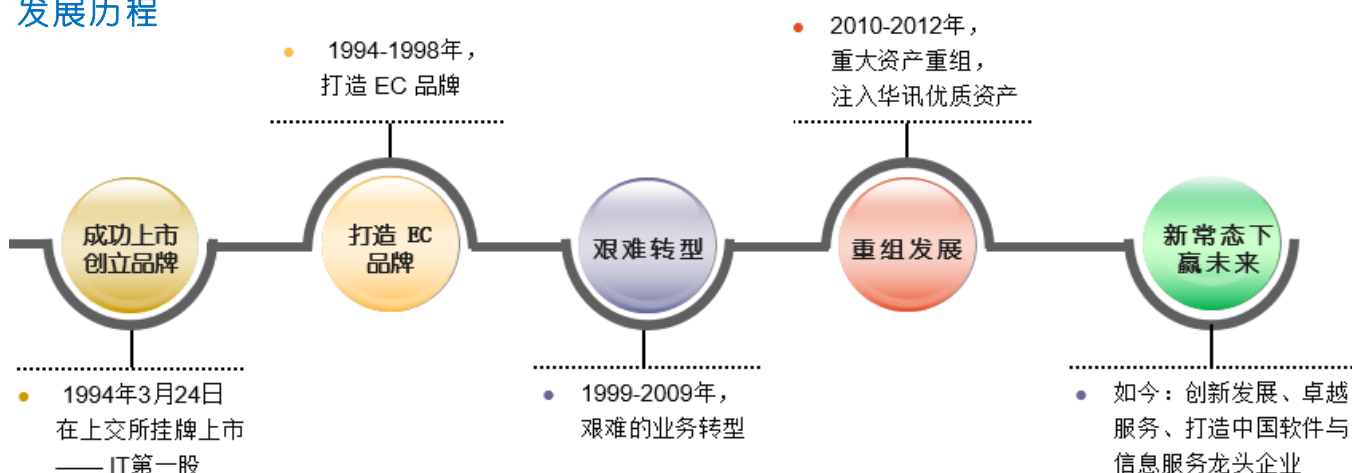 发展历程
1994-1998年，
打造 EC 品牌
2010-2012年，
重大资产重组，
注入华讯优质资产
成功上市
创立品牌
打造 EC
品牌
艰难转型
重组发展
新常态下
赢未来
1994年3月24日
在上交所挂牌上市
—— IT第一股
1999-2009年，
艰难的业务转型
如今：创新发展、卓越
服务、打造中国软件与
信息服务龙头企业